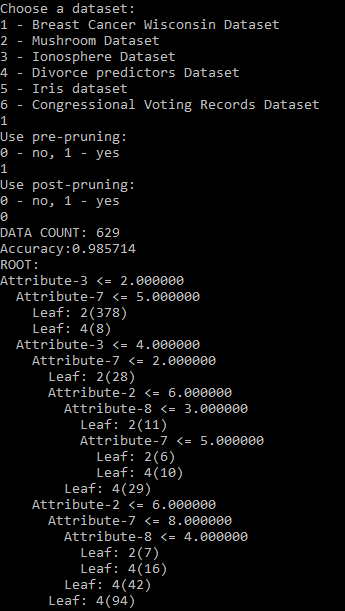 Choose a dataset:
1 - Breast Cancer Wisconsin Dataset
2 - Mushroom Dataset
3 - Ionosphere Dataset
4 - Divorce predictors Dataset
5 - Iris dataset
6 - Congressional Voting Records Dataset
1
Use pre-pruning:
0 - no, 1 - yes
1
Use post-pruning:
0 - no, 1 - yes
0
DATA COUNT: 629
Accuracy:0.985714
ROOT:
Attribute-3 <= 2.000000
  Attribute-7 <= 5.000000
    Leaf: 2(378)
    Leaf: 4(8)
  Attribute-3 <= 4.000000
    Attribute-7 <= 2.000000
      Leaf: 2(28)
      Attribute-2 <= 6.000000
        Attribute-8 <= 3.000000
          Leaf: 2(11)
          Attribute-7 <= 5.000000
            Leaf: 2(6)
            Leaf: 4(10)
        Leaf: 4(29)
    Attribute-2 <= 6.000000
      Attribute-7 <= 8.000000
        Attribute-8 <= 4.000000
          Leaf: 2(7)
          Leaf: 4(16)
        Leaf: 4(42)
      Leaf: 4(94)